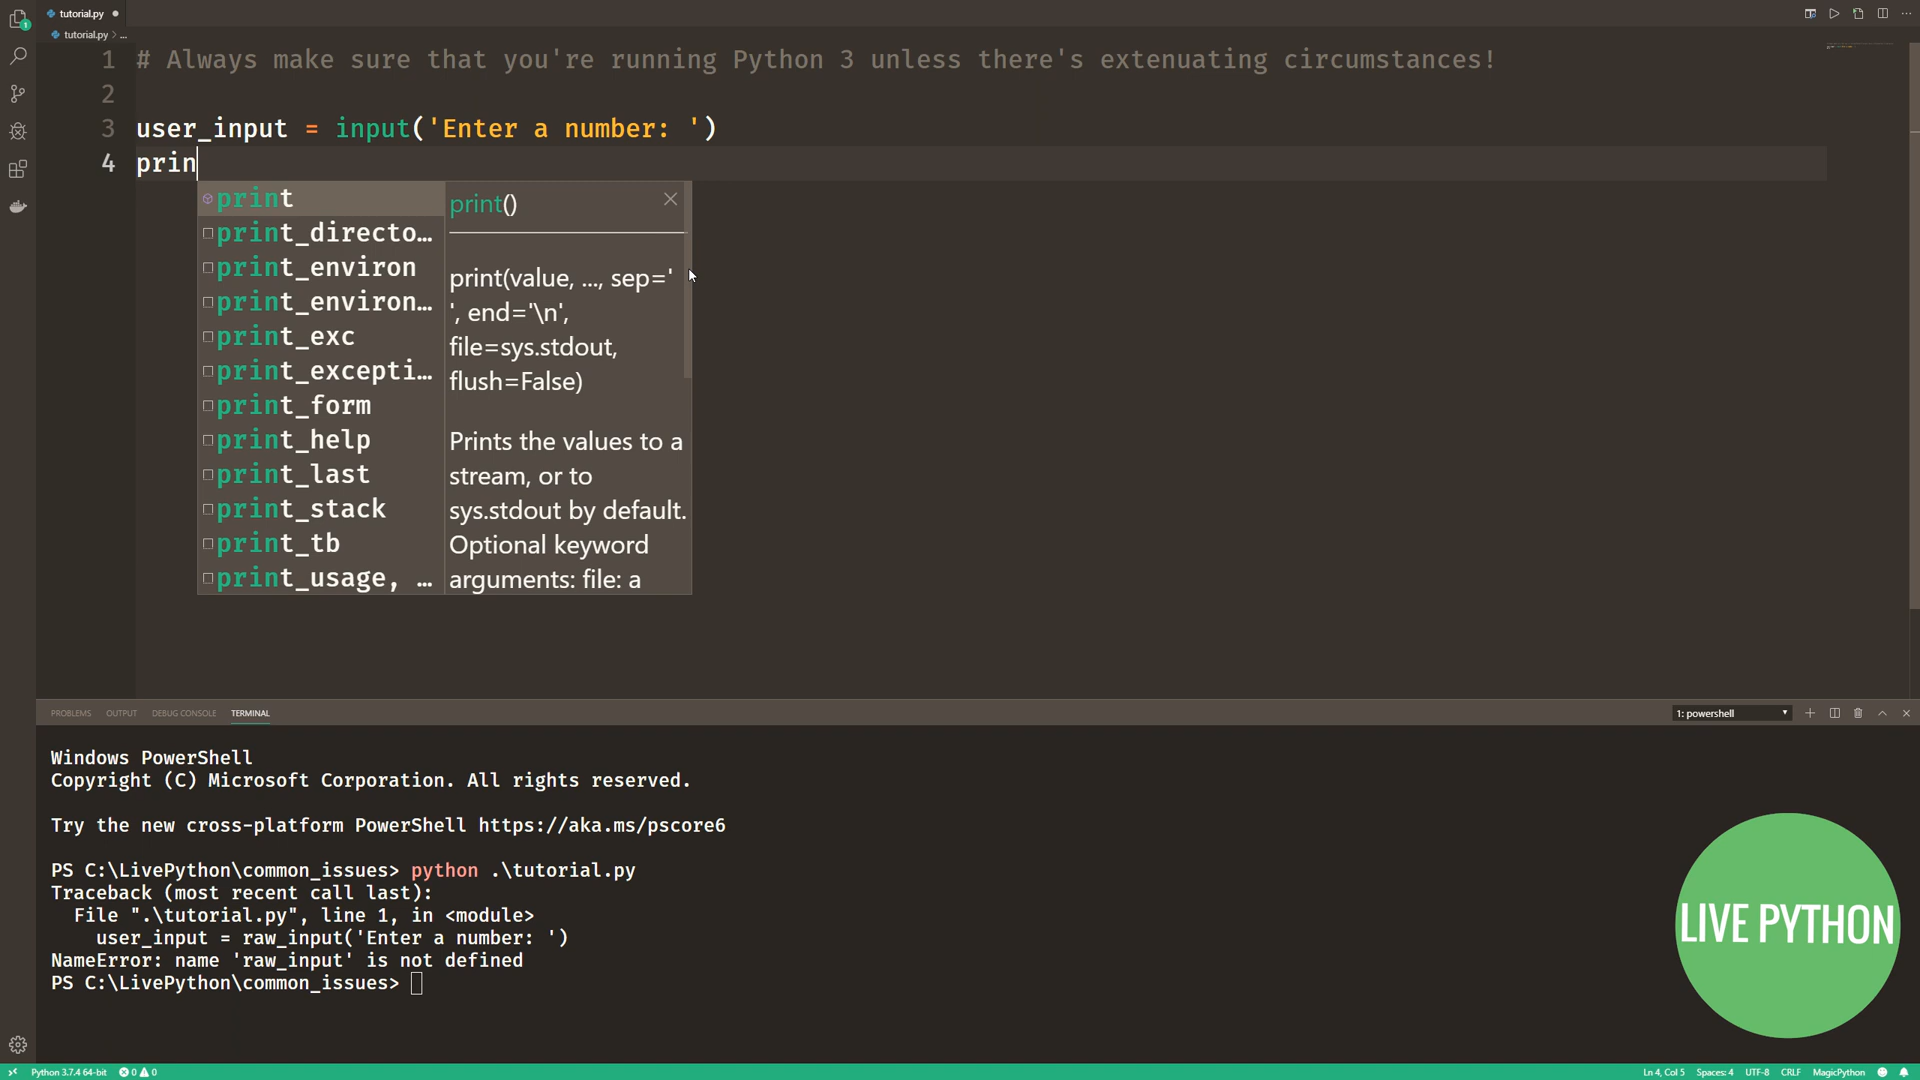 tutorial.py
tutorial.py > ...
1 # Always make sure that you're running Python 3 unless there's extenuating circumstances!
2
3 user_input = input('Enter a number: ')
4 prin
print
print_directo…
print_environ
print_environ…
print_exc
print_excepti…
print_form
print_help
print_last
print_stack
print_tb
print_usage, …
print()
print(value, ..., sep='
', end='\n',
file=sys.stdout,
flush=False)
Prints the values to a
stream, or to
sys.stdout by default.
Optional keyword
arguments: file: a
PROBLEMS OUTPUT DEBUG CONSOLE TERMINAL
1: powershell
Windows PowerShell
Copyright (C) Microsoft Corporation. All rights reserved.
Try the new cross-platform PowerShell https://aka.ms/pscore6
PS C:\LivePython\common_issues> python .\tutorial.py
Traceback (most recent call last):
  File ".\tutorial.py", line 1, in <module>
    user_input = raw_input('Enter a number: ')
NameError: name 'raw_input' is not defined
PS C:\LivePython\common_issues>
LIVE PYTHON
1
Python 3.7.4 64-bit 0 0 Ln 4, Col 5 Spaces: 4 UTF-8 CRLF MagicPython